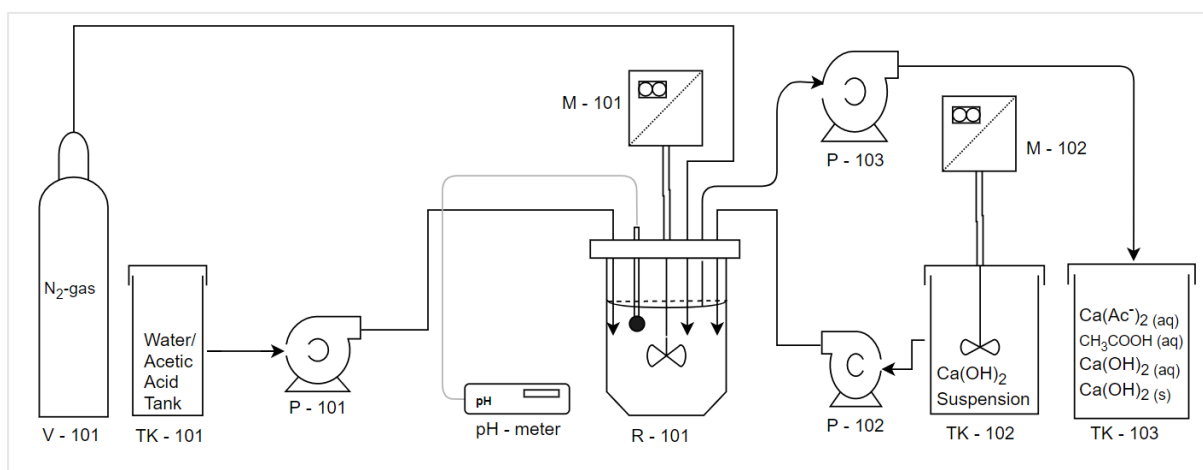 M - 101
P - 103
M - 102
N₂-gas
Water/
Acetic
Acid
Tank
P - 101
pH
pH - meter
V - 101
TK - 101
R - 101
P - 102
Ca(OH)₂
Suspension
TK - 102
Ca(Ac⁻)₂ (aq)
CH₃COOH (aq)
Ca(OH)₂ (aq)
Ca(OH)₂ (s)
TK - 103